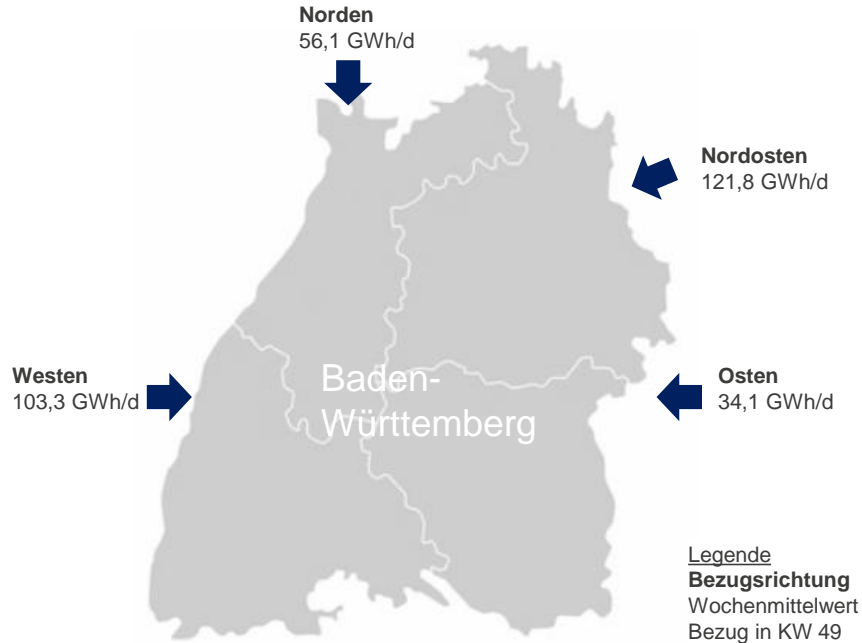 Norden
56,1 GWh/d
Nordosten
121,8 GWh/d
Westen
103,3 GWh/d
Baden-
Württemberg
Osten
34,1 GWh/d
Legende
Bezugsrichtung
Wochenmittelwert
Bezug in KW 49